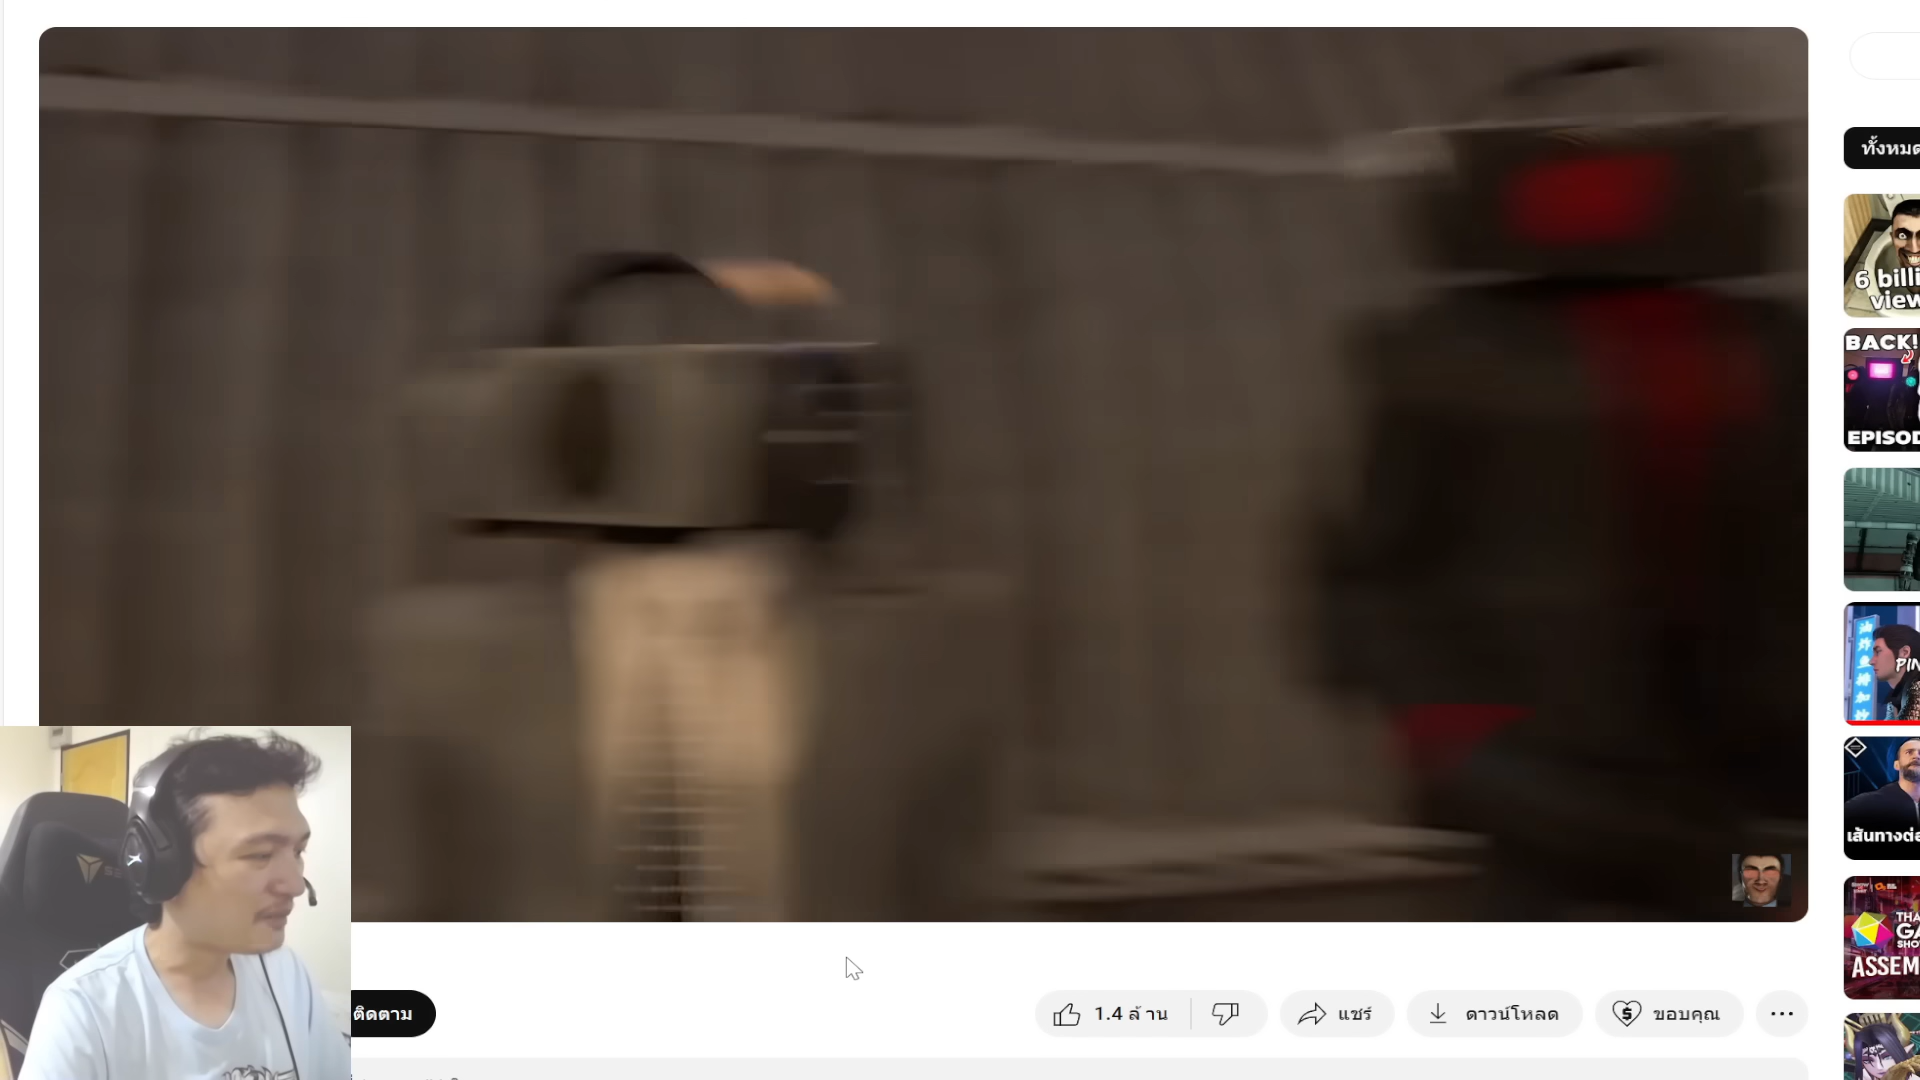 ทั้งหมด
6 billi
view
BACK!
EPISOD
PIN
เส้นทางต่อ
THA
GA
SHO
ASSEM
ติดตาม
1.4 ล้าน
แชร์
ดาวน์โหลด
ขอบคุณ